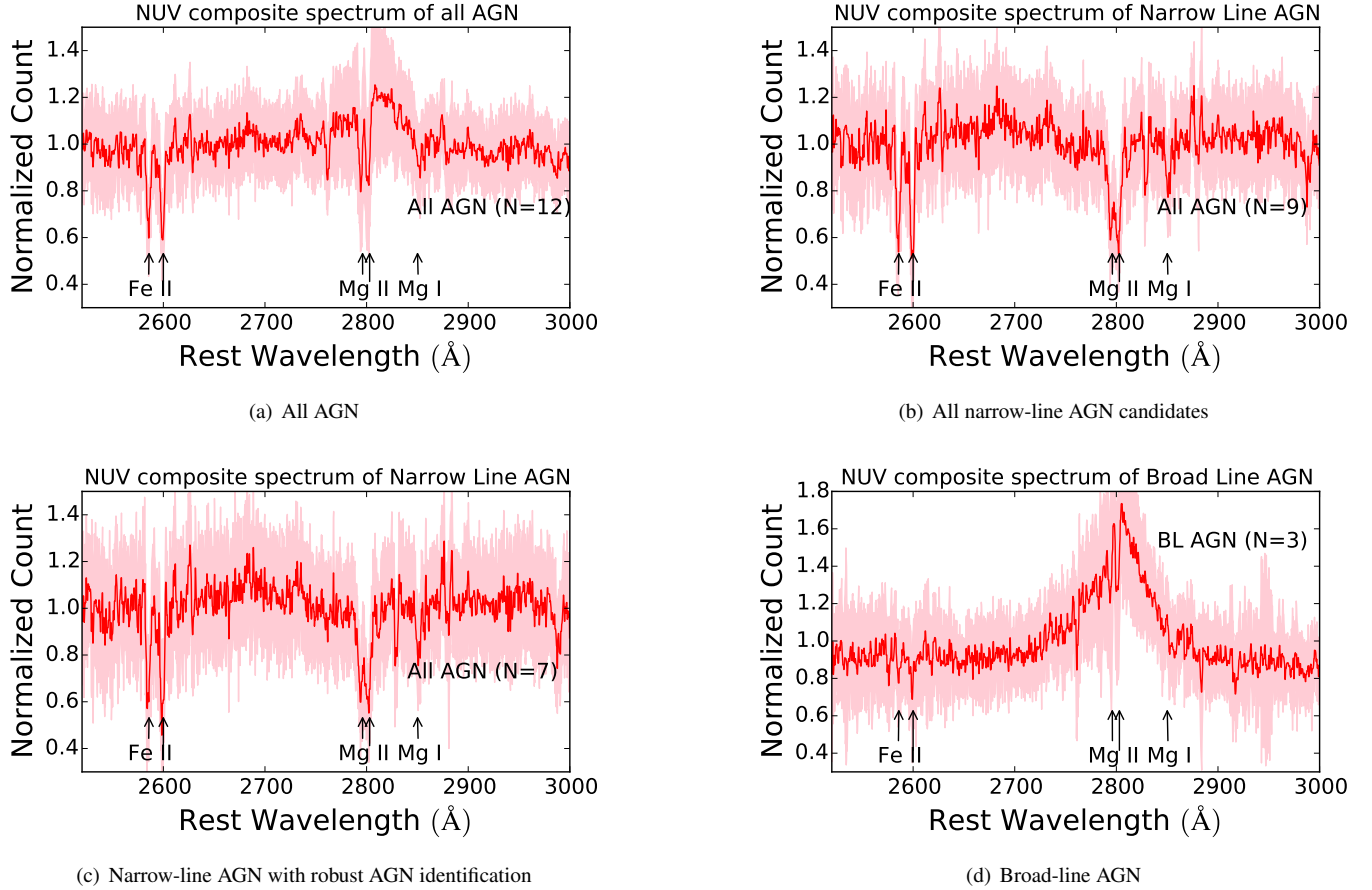 NUV composite spectrum of all AGN
Normalized Count
1.4
1.2
1.0
0.8
0.6
0.4
All AGN (N=12)
Fe II
Mg II
Mg I
2600
2700
2800
2900
3000
Rest Wavelength (Å)
(a) All AGN
NUV composite spectrum of Narrow Line AGN
Normalized Count
1.4
1.2
1.0
0.8
0.6
0.4
All AGN (N=9)
Fe II
Mg II
Mg I
2600
2700
2800
2900
3000
Rest Wavelength (Å)
(b) All narrow-line AGN candidates
NUV composite spectrum of Narrow Line AGN
Normalized Count
1.4
1.2
1.0
0.8
0.6
0.4
All AGN (N=7)
Fe II
Mg II
Mg I
2600
2700
2800
2900
3000
Rest Wavelength (Å)
(c) Narrow-line AGN with robust AGN identification
NUV composite spectrum of Broad Line AGN
Normalized Count
1.8
1.6
1.4
1.2
1.0
0.8
0.6
0.4
BL AGN (N=3)
Fe II
Mg II
Mg I
2600
2700
2800
2900
3000
Rest Wavelength (Å)
(d) Broad-line AGN